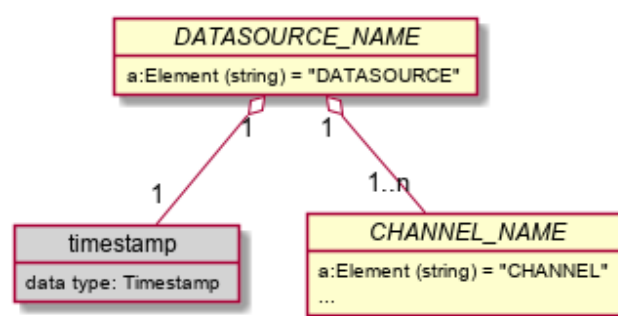 DATASOURCE_NAME
a:Element (string) = "DATASOURCE"
1
1
1
1..n
timestamp
data type: Timestamp
CHANNEL_NAME
a:Element (string) = "CHANNEL"
...